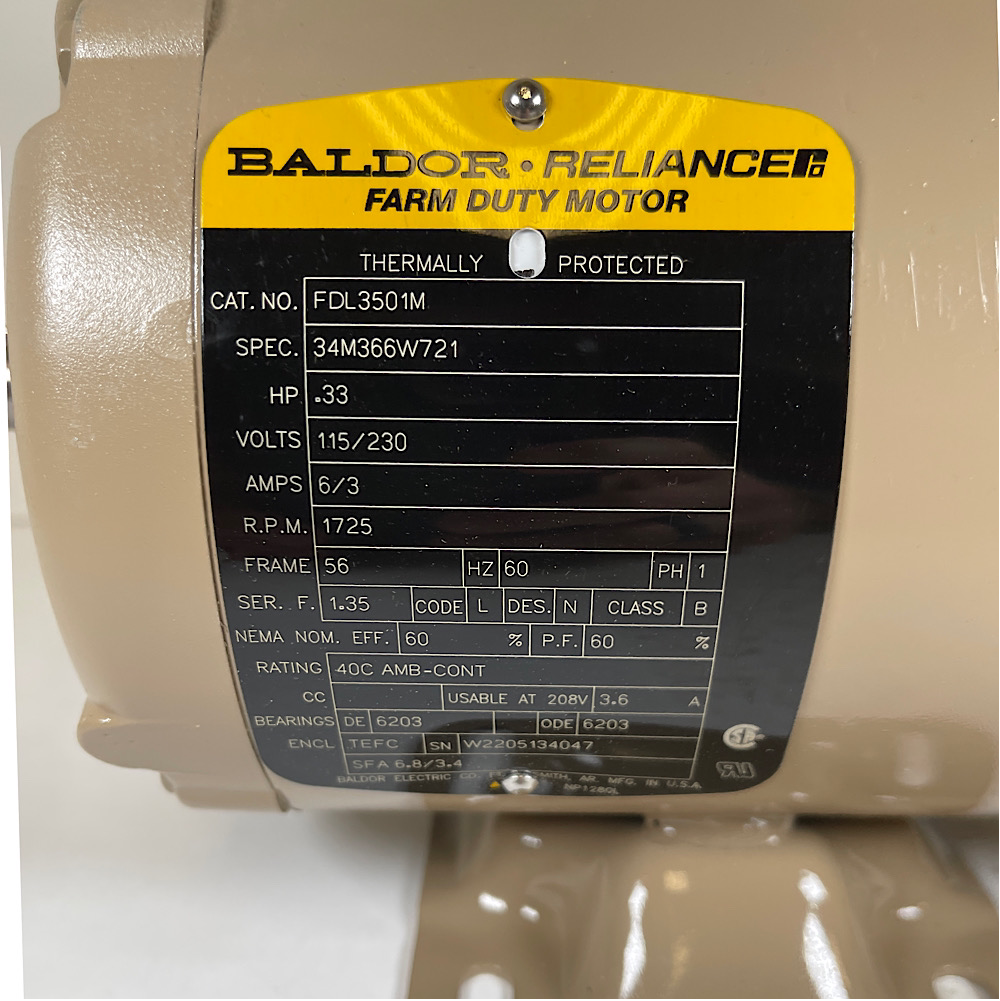 BALDOR • RELIANCE
FARM DUTY MOTOR
THERMALLY PROTECTED
CAT. NO. FDL3501M
SPEC. 34M366W721
HP .33
VOLTS 115/230
AMPS 6/3
R.P.M. 1725
FRAME 56 HZ 60 PH 1
SER. F. 1.35 CODE L DES. N CLASS B
NEMA NOM. EFF. 60 % P.F. 60 %
RATING 40C AMB-CONT
CC USABLE AT 208V 3.6 A
BEARINGS DE 6203 ODE 6203
ENCL TEFC SN W2205134047
SFA 6.8/3.4
BALDOR ELECTRIC CO. SMITH, AR. MFG. IN U.S.A.
NP1280L